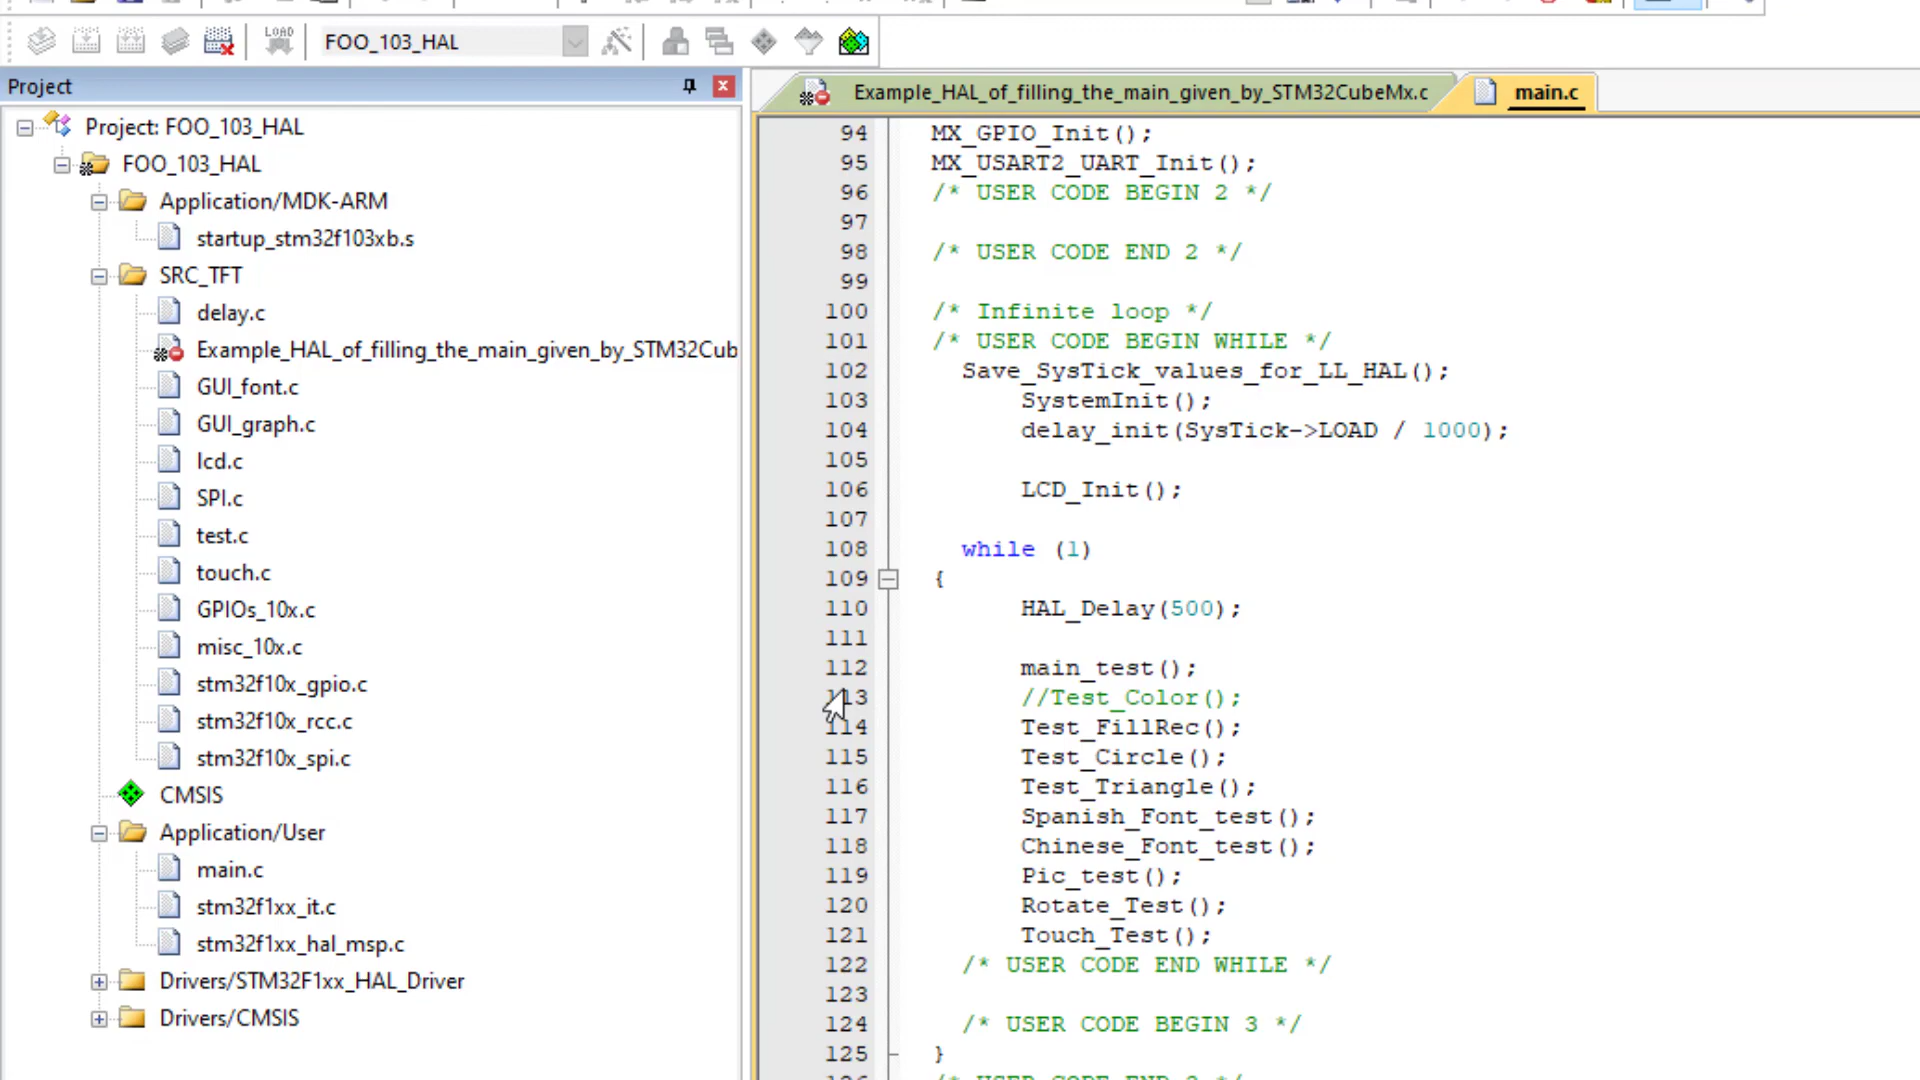 LOAD
FOO_103_HAL
Project
Project: FOO_103_HAL
FOO_103_HAL
Application/MDK-ARM
startup_stm32f103xb.s
SRC_TFT
delay.c
Example_HAL_of_filling_the_main_given_by_STM32Cub
GUI_font.c
GUI_graph.c
lcd.c
SPI.c
test.c
touch.c
GPIOs_10x.c
misc_10x.c
stm32f10x_gpio.c
stm32f10x_rcc.c
stm32f10x_spi.c
CMSIS
Application/User
main.c
stm32f1xx_it.c
stm32f1xx_hal_msp.c
Drivers/STM32F1xx_HAL_Driver
Drivers/CMSIS
Example_HAL_of_filling_the_main_given_by_STM32CubeMx.c
main.c
94 MX_GPIO_Init();
95 MX_USART2_UART_Init();
96 /* USER CODE BEGIN 2 */
97
98 /* USER CODE END 2 */
99
100 /* Infinite loop */
101 /* USER CODE BEGIN WHILE */
102 Save_SysTick_values_for_LL_HAL();
103 SystemInit();
104 delay_init(SysTick->LOAD / 1000);
105
106 LCD_Init();
107
108 while (1)
109 {
110 HAL_Delay(500);
111
112 main_test();
113 //Test_Color();
114 Test_FillRec();
115 Test_Circle();
116 Test_Triangle();
117 Spanish_Font_test();
118 Chinese_Font_test();
119 Pic_test();
120 Rotate_Test();
121 Touch_Test();
122 /* USER CODE END WHILE */
123
124 /* USER CODE BEGIN 3 */
125 }